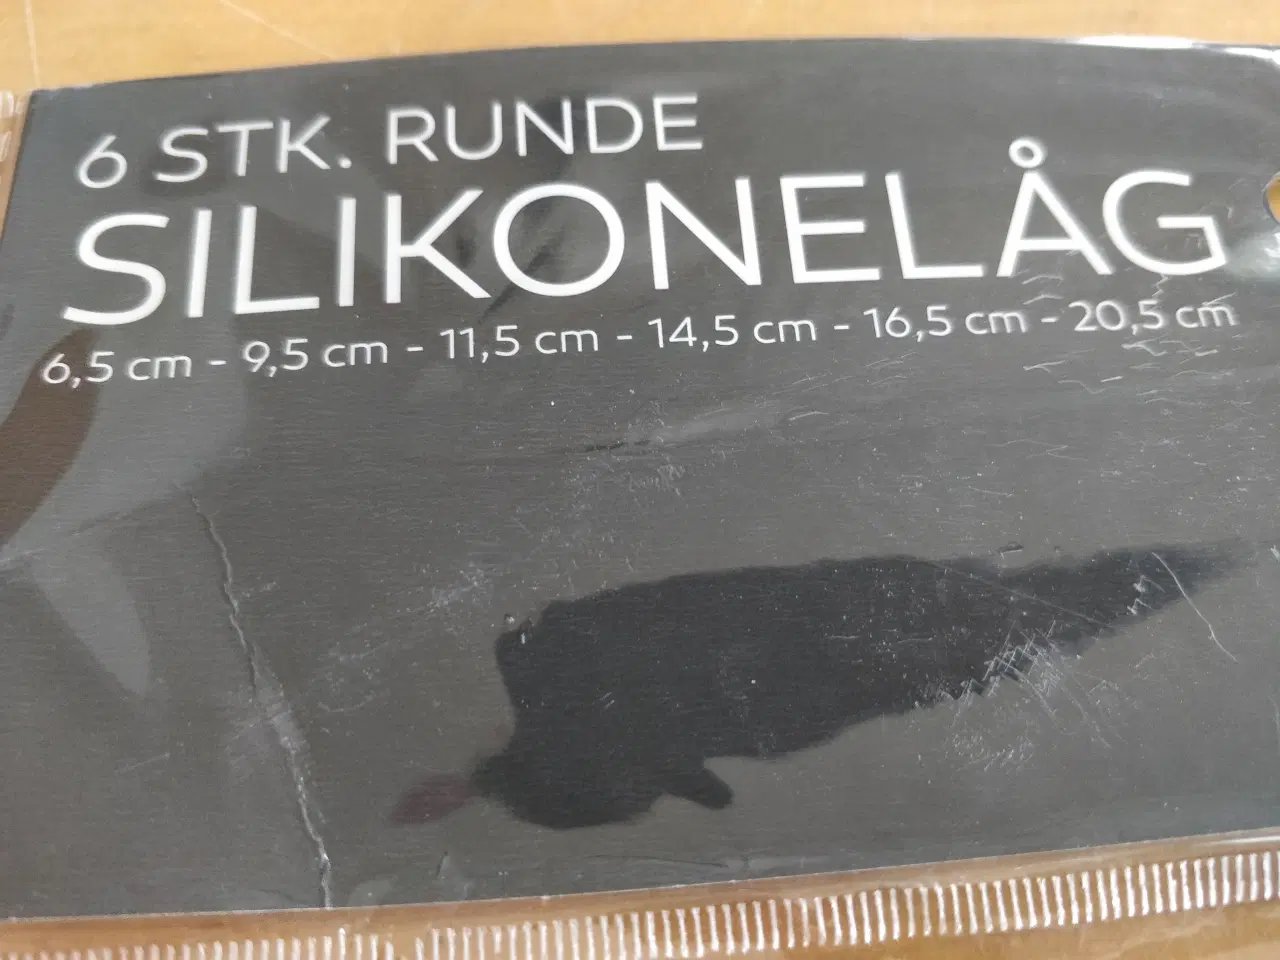 6 STK. RUNDE
SILIKONELÅG
6,5 cm - 9,5 cm - 11,5 cm - 14,5 cm - 16,5 cm - 20,5 cm